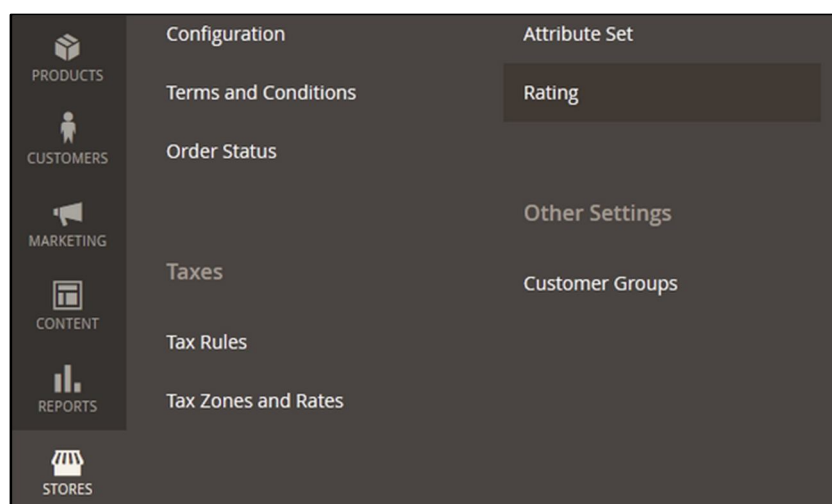 PRODUCTS
CUSTOMERS
MARKETING
CONTENT
REPORTS
STORES
Configuration
Terms and Conditions
Order Status
Taxes
Tax Rules
Tax Zones and Rates
Attribute Set
Rating
Other Settings
Customer Groups